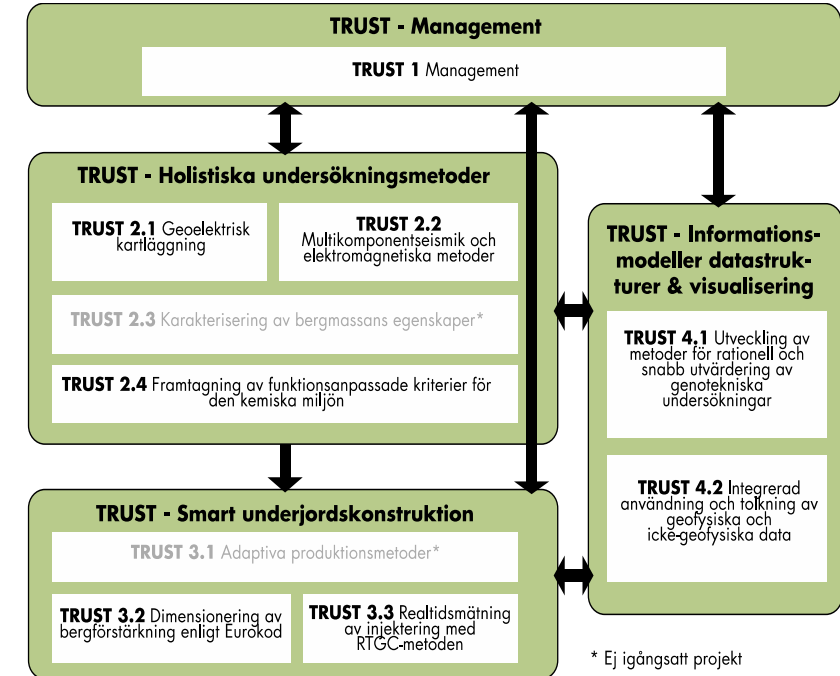 TRUST - Management
TRUST 1 Management
TRUST - Holistiska undersökningsmetoder
TRUST 2.1 Geoelektrisk
kartläggning
TRUST 2.2
Multikomponentseismik och
elektromagnetiska metoder
TRUST 2.3 Karakterisering av bergmassans egenskaper*
TRUST 2.4 Framtagning av funktionsanpassade kriterier för
den kemiska miljön
TRUST - Smart underjordskonstruktion
TRUST 3.1 Adaptiva produktionsmetoder*
TRUST 3.2 Dimensionering av
bergförstärkning enligt Eurokod
TRUST 3.3 Realtidsmätning
av injektering med
RTGC-metoden
TRUST - Informations-
modeller datastruk-
turer & visualisering
TRUST 4.1 Utveckling av
metoder för rationell och
snabb utvärdering av
genotekniska
undersökningar
TRUST 4.2 Integrerad
användning och tolkning av
geofysiska och
icke-geofysiska data
* Ej igångsatt projekt